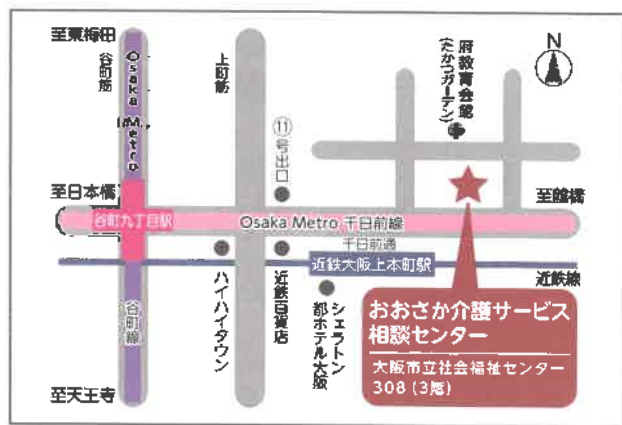 至東梅田
谷町筋
Osaka Metro
上町筋
⑪号出口
府教育会館
(たかつガーデン)
N
至日本橋
谷町九丁目駅
Osaka Metro 千日前線
千日前通
至鶴橋
近鉄大阪上本町駅
近鉄線
谷町線
ハイハイタウン
近鉄百貨店
シェラトン
都ホテル大阪
おおさか介護サービス
相談センター
大阪市立社会福祉センター
308 (3階)
至天王寺